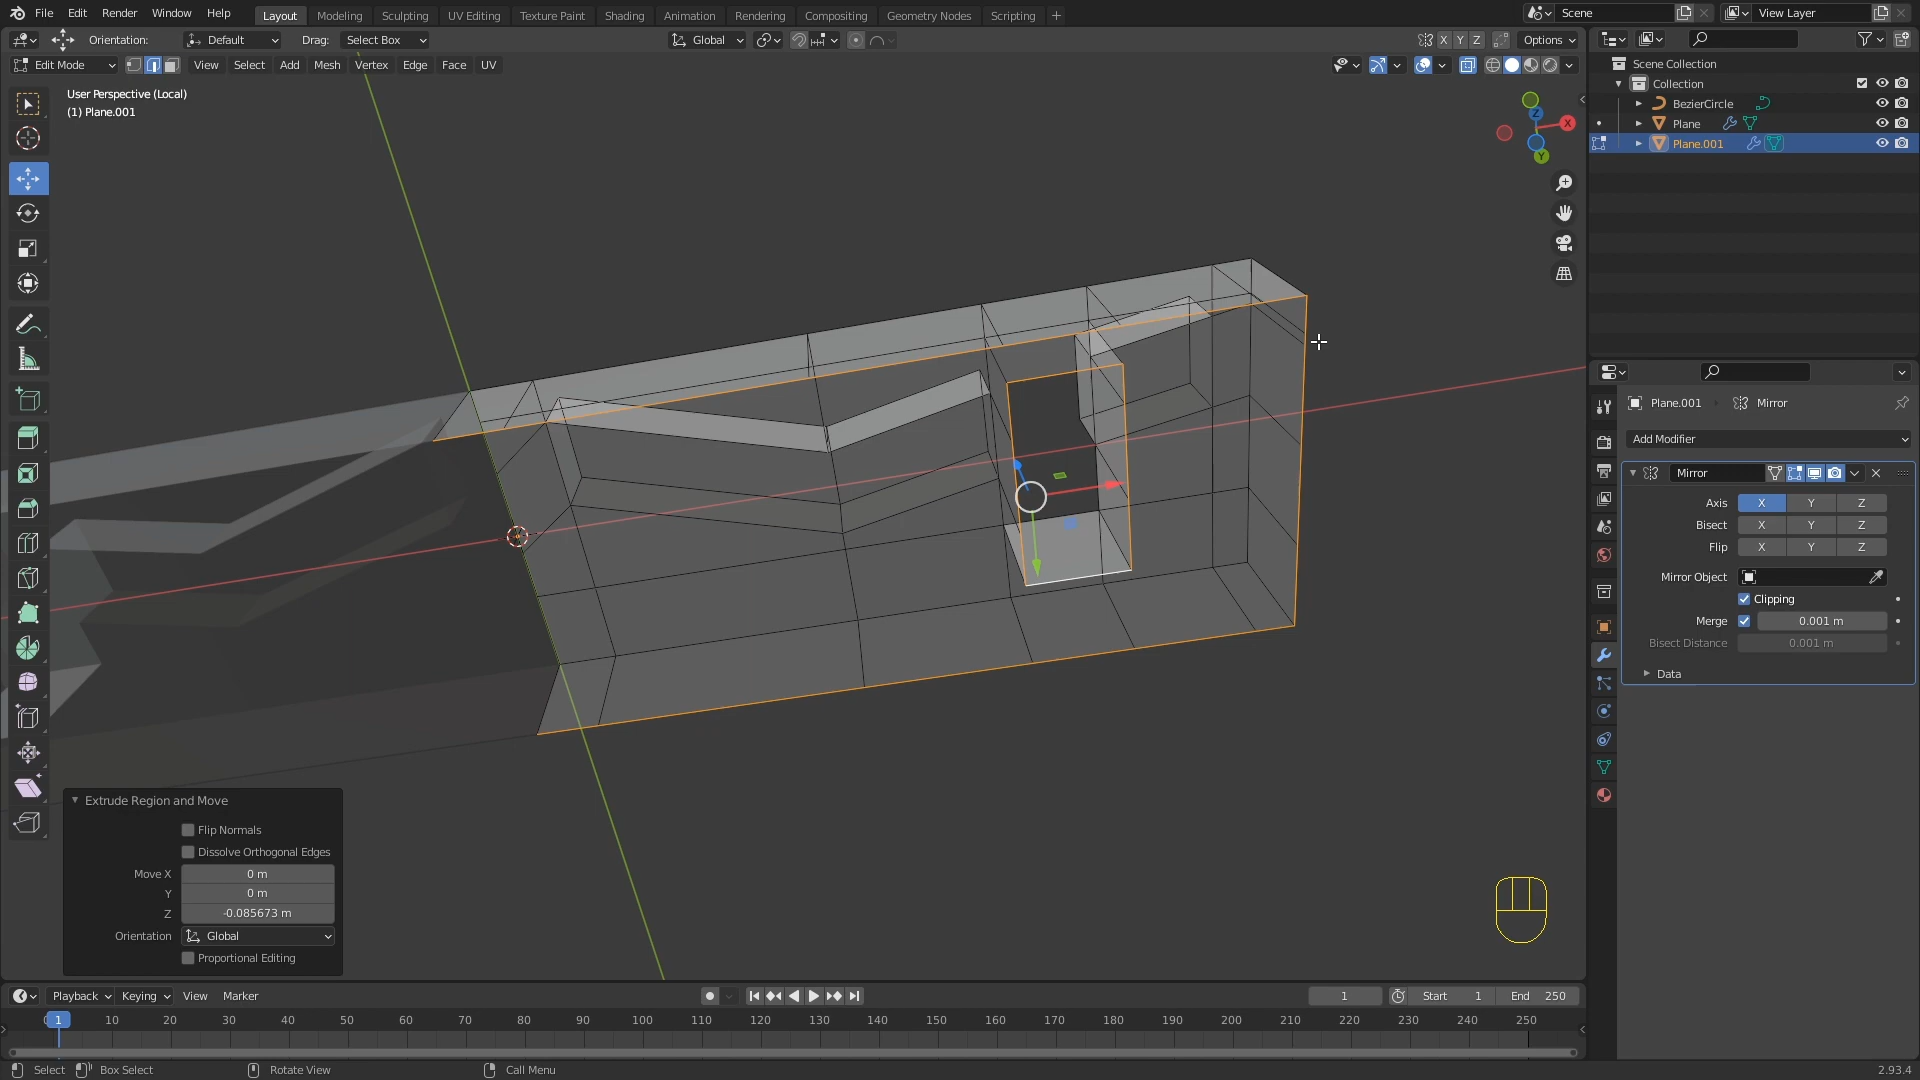 File Edit Render Window Help Layout Modeling Sculpting UV Editing Texture Paint Shading Animation Rendering Compositing Geometry Nodes Scripting + Scene View Layer
Orientation: Default Drag: Select Box Global X Y Z Options
Edit Mode View Select Add Mesh Vertex Edge Face UV
User Perspective (Local)
(1) Plane.001
Z
X
Y
Scene Collection
Collection
BezierCircle
Plane
Plane.001
Plane.001 > Mirror
Add Modifier
Mirror
Axis X Y Z
Bisect X Y Z
Flip X Y Z
Mirror Object
Clipping
Merge 0.001 m
Bisect Distance 0.001 m
Data
Extrude Region and Move
Flip Normals
Dissolve Orthogonal Edges
Move X 0 m
Y 0 m
Z -0.085673 m
Orientation Global
Proportional Editing
Playback Keying View Marker 1 Start 1 End 250
1 10 20 30 40 50 60 70 80 90 100 110 120 130 140 150 160 170 180 190 200 210 220 230 240 250
Select Box Select Rotate View Call Menu 2.93.4